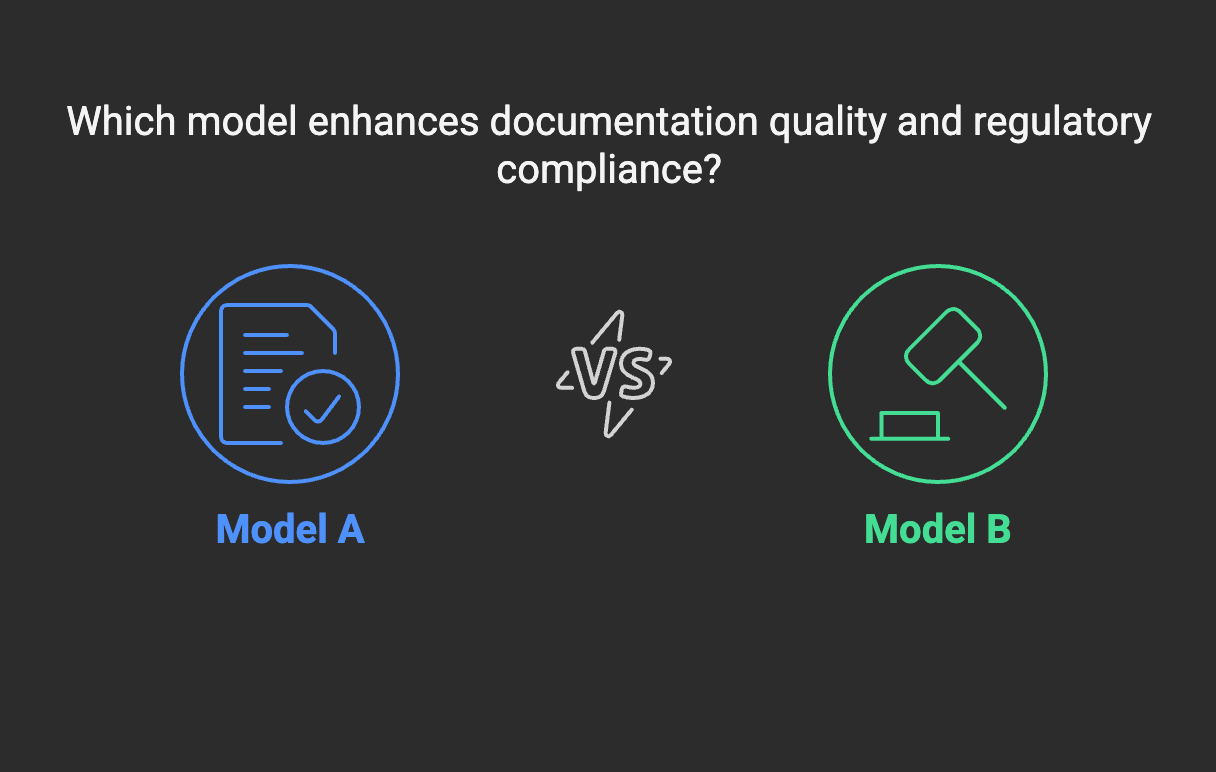 Which model enhances documentation quality and regulatory
compliance?
VS
Model A
Model B